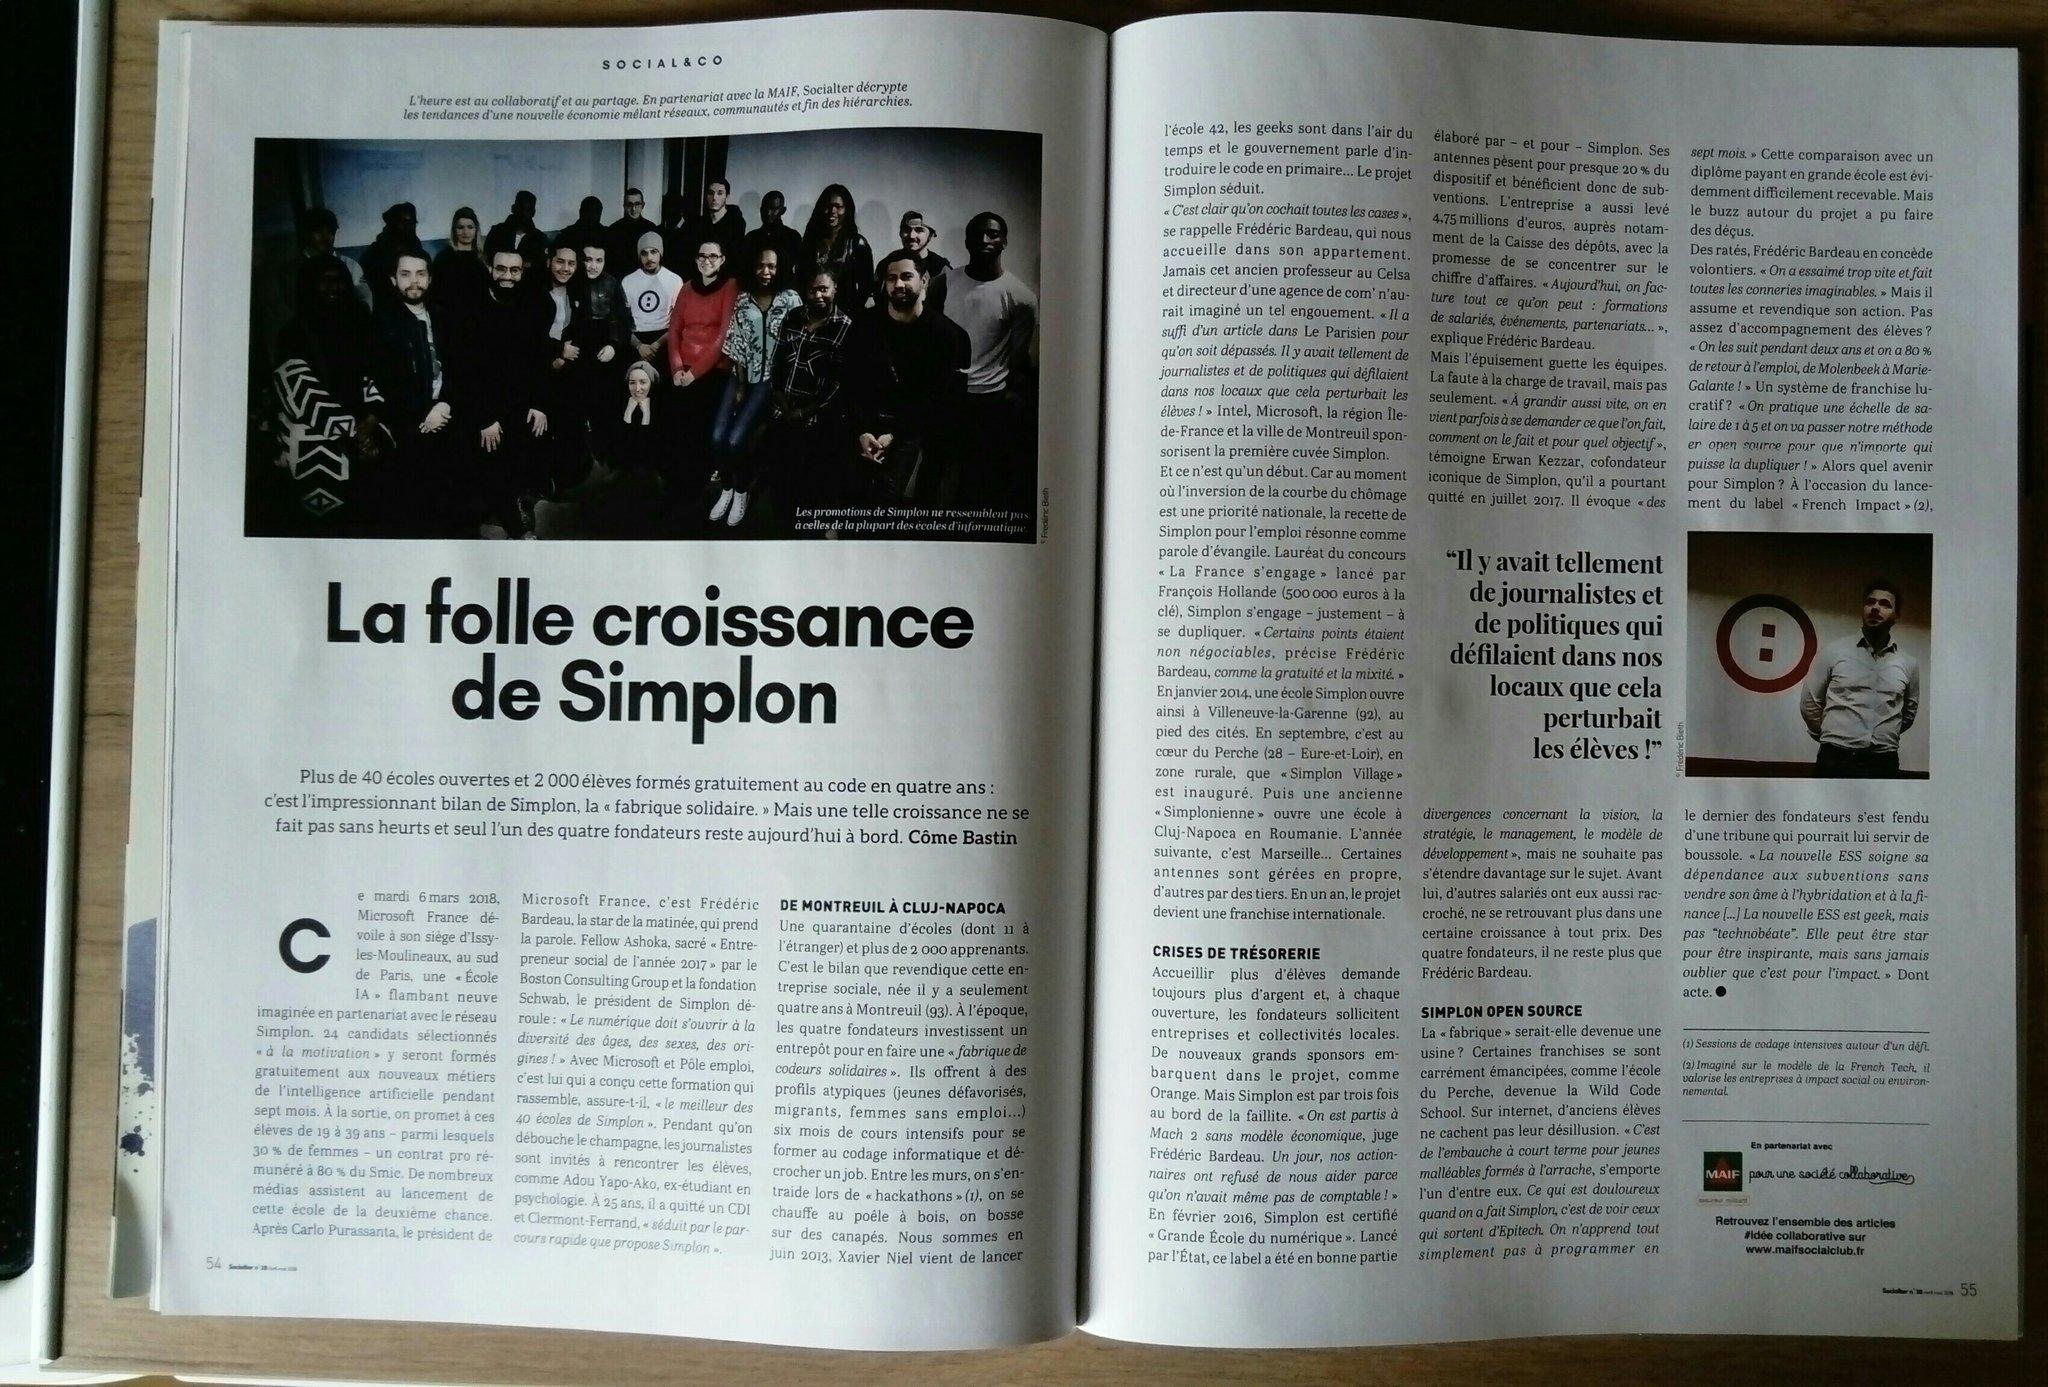 SOCIAL&CO
L'heure est au collaboratif et au partage. En partenariat avec la MAIF, Socialter décrypte
les tendances d'une nouvelle économie mêlant réseaux, communautés et fin des hiérarchies.
Les promotions de Simplon ne ressemblent pas
à celles de la plupart des écoles d'informatique.
© Frédéric Bieth
La folle croissance
de Simplon
Plus de 40 écoles ouvertes et 2 000 élèves formés gratuitement au code en quatre ans :
c'est l'impressionnant bilan de Simplon, la « fabrique solidaire. » Mais une telle croissance ne se
fait pas sans heurts et seul l'un des quatre fondateurs reste aujourd'hui à bord. Côme Bastin
C
e mardi 6 mars 2018,
Microsoft France dé-
voile à son siège d'Issy-
les-Moulineaux, au sud
de Paris, une « École
IA » flambant neuve
imaginée en partenariat avec le réseau
Simplon. 24 candidats sélectionnés
« à la motivation » y seront formés
gratuitement aux nouveaux métiers
de l'intelligence artificielle pendant
sept mois. À la sortie, on promet à ces
élèves de 19 à 39 ans – parmi lesquels
30 % de femmes – un contrat pro ré-
munéré à 80 % du Smic. De nombreux
médias assistent au lancement de
cette école de la deuxième chance.
Après Carlo Purassanta, le président de
Microsoft France, c'est Frédéric
Bardeau, la star de la matinée, qui prend
la parole. Fellow Ashoka, sacré « Entre-
preneur social de l'année 2017 » par le
Boston Consulting Group et la fondation
Schwab, le président de Simplon dé-
roule : « Le numérique doit s'ouvrir à la
diversité des âges, des sexes, des ori-
gines ! » Avec Microsoft et Pôle emploi,
c'est lui qui a conçu cette formation qui
rassemble, assure-t-il, « le meilleur des
40 écoles de Simplon ». Pendant qu'on
débouche le champagne, les journalistes
sont invités à rencontrer les élèves,
comme Adou Yapo-Ako, ex-étudiant en
psychologie. À 25 ans, il a quitté un CDI
et Clermont-Ferrand, « séduit par le par-
cours rapide que propose Simplon ».
DE MONTREUIL À CLUJ-NAPOCA
Une quarantaine d'écoles (dont 11 à
l'étranger) et plus de 2 000 apprenants.
C'est le bilan que revendique cette en-
treprise sociale, née il y a seulement
quatre ans à Montreuil (93). À l'époque,
les quatre fondateurs investissent un
entrepôt pour en faire une « fabrique de
codeurs solidaires ». Ils offrent à des
profils atypiques (jeunes défavorisés,
migrants, femmes sans emploi...)
six mois de cours intensifs pour se
former au codage informatique et dé-
crocher un job. Entre les murs, on s'en-
traide lors de « hackathons » (1), on se
chauffe au poêle à bois, on bosse
sur des canapés. Nous sommes en
juin 2013, Xavier Niel vient de lancer
54 Socialter n° 28
l'école 42, les geeks sont dans l'air du
temps et le gouvernement parle d'in-
troduire le code en primaire... Le projet
Simplon séduit.
« C'est clair qu'on cochait toutes les cases »,
se rappelle Frédéric Bardeau, qui nous
accueille dans son appartement.
Jamais cet ancien professeur au Celsa
et directeur d'une agence de com' n'au-
rait imaginé un tel engouement. « Il a
suffi d'un article dans Le Parisien pour
qu'on soit dépassés. Il y avait tellement de
journalistes et de politiques qui défilaient
dans nos locaux que cela perturbait les
élèves ! » Intel, Microsoft, la région Île-
de-France et la ville de Montreuil spon-
sorisent la première cuvée Simplon.
Et ce n'est qu'un début. Car au moment
où l'inversion de la courbe du chômage
est une priorité nationale, la recette de
Simplon pour l'emploi résonne comme
parole d'évangile. Lauréat du concours
« La France s'engage » lancé par
François Hollande (500 000 euros à la
clé), Simplon s'engage – justement – à
se dupliquer. « Certains points étaient
non négociables, précise Frédéric
Bardeau, comme la gratuité et la mixité. »
En janvier 2014, une école Simplon ouvre
ainsi à Villeneuve-la-Garenne (92), au
pied des cités. En septembre, c'est au
cœur du Perche (28 – Eure-et-Loir), en
zone rurale, que « Simplon Village »
est inauguré. Puis une ancienne
« Simplonienne » ouvre une école à
Cluj-Napoca en Roumanie. L'année
suivante, c'est Marseille... Certaines
antennes sont gérées en propre,
d'autres par des tiers. En un an, le projet
devient une franchise internationale.
CRISES DE TRÉSORERIE
Accueillir plus d'élèves demande
toujours plus d'argent et, à chaque
ouverture, les fondateurs sollicitent
entreprises et collectivités locales.
De nouveaux grands sponsors em-
barquent dans le projet, comme
Orange. Mais Simplon est par trois fois
au bord de la faillite. « On est partis à
Mach 2 sans modèle économique, juge
Frédéric Bardeau. Un jour, nos action-
naires ont refusé de nous aider parce
qu'on n'avait même pas de comptable ! »
En février 2016, Simplon est certifié
« Grande École du numérique ». Lancé
par l'État, ce label a été en bonne partie
élaboré par – et pour – Simplon. Ses
antennes pèsent pour presque 20 % du
dispositif et bénéficient donc de sub-
ventions. L'entreprise a aussi levé
4,75 millions d'euros, auprès notam-
ment de la Caisse des dépôts, avec la
promesse de se concentrer sur le
chiffre d'affaires. « Aujourd'hui, on fac-
ture tout ce qu'on peut : formations
de salariés, événements, partenariats... »,
explique Frédéric Bardeau.
Mais l'épuisement guette les équipes.
La faute à la charge de travail, mais pas
seulement. « À grandir aussi vite, on en
vient parfois à se demander ce que l'on fait,
comment on le fait et pour quel objectif »,
témoigne Erwan Kezzar, cofondateur
iconique de Simplon, qu'il a pourtant
quitté en juillet 2017. Il évoque « des
“Il y avait tellement
de journalistes et
de politiques qui
défilaient dans nos
locaux que cela
perturbait
les élèves !”
divergences concernant la vision, la
stratégie, le management, le modèle de
développement », mais ne souhaite pas
s'étendre davantage sur le sujet. Avant
lui, d'autres salariés ont eux aussi rac-
croché, ne se retrouvant plus dans une
certaine croissance à tout prix. Des
quatre fondateurs, il ne reste plus que
Frédéric Bardeau.
SIMPLON OPEN SOURCE
La « fabrique » serait-elle devenue une
usine ? Certaines franchises se sont
carrément émancipées, comme l'école
du Perche, devenue la Wild Code
School. Sur internet, d'anciens élèves
ne cachent pas leur désillusion. « C'est
de l'embauche à court terme pour jeunes
malléables formés à l'arrache, s'emporte
l'un d'entre eux. Ce qui est douloureux
quand on a fait Simplon, c'est de voir ceux
qui sortent d'Epitech. On n'apprend tout
simplement pas à programmer en
sept mois. » Cette comparaison avec un
diplôme payant en grande école est évi-
demment difficilement recevable. Mais
le buzz autour du projet a pu faire
des déçus.
Des ratés, Frédéric Bardeau en concède
volontiers. « On a essaimé trop vite et fait
toutes les conneries imaginables. » Mais il
assume et revendique son action. Pas
assez d'accompagnement des élèves ?
« On les suit pendant deux ans et on a 80 %
de retour à l'emploi, de Molenbeek à Marie-
Galante ! » Un système de franchise lu-
cratif ? « On pratique une échelle de sa-
laire de 1 à 5 et on va passer notre méthode
en open source pour que n'importe qui
puisse la dupliquer ! » Alors quel avenir
pour Simplon ? À l'occasion du lance-
ment du label « French Impact » (2),
© Frédéric Bieth
le dernier des fondateurs s'est fendu
d'une tribune qui pourrait lui servir de
boussole. « La nouvelle ESS soigne sa
dépendance aux subventions sans
vendre son âme à l'hybridation et à la fi-
nance [...] La nouvelle ESS est geek, mais
pas “technobéate”. Elle peut être star
pour être inspirante, mais sans jamais
oublier que c'est pour l'impact. » Dont
acte. ●
(1) Sessions de codage intensives autour d'un défi.
(2) Imaginé sur le modèle de la French Tech, il
valorise les entreprises à impact social ou environ-
nemental.
En partenariat avec
MAIF pour une société collaborative
assureur militant
Retrouvez l'ensemble des articles
#idée collaborative sur
www.maifsocialclub.fr
Socialter n° 28 55